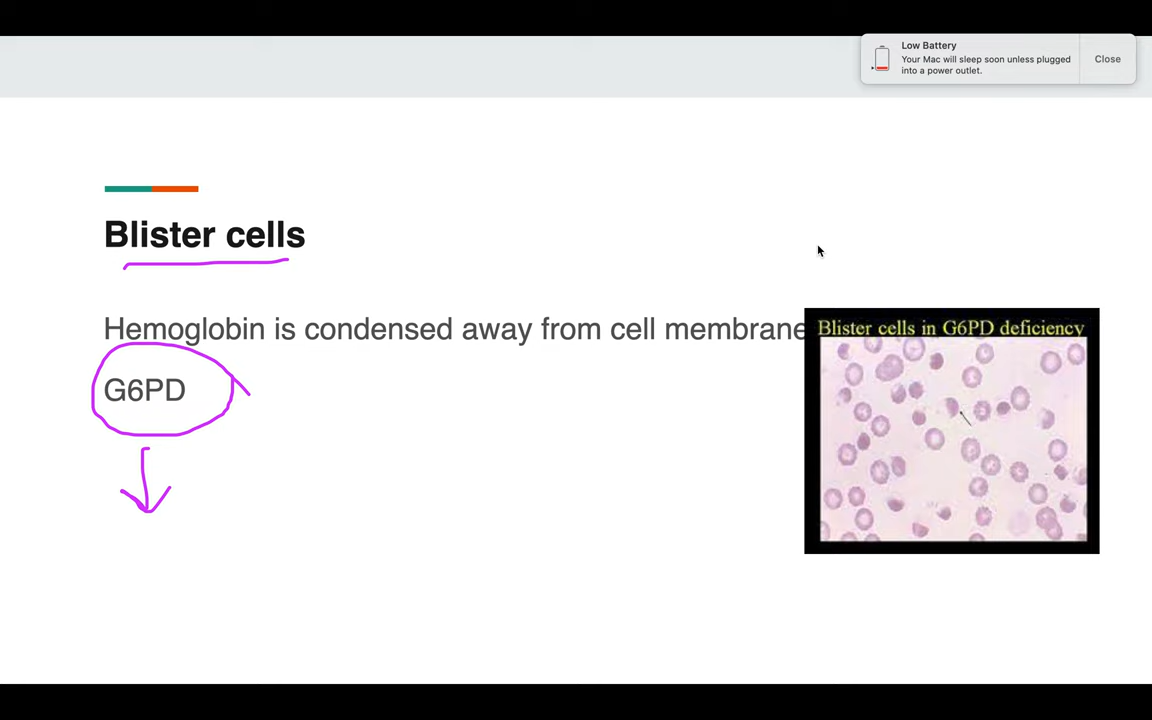 Low Battery
Your Mac will sleep soon unless plugged
into a power outlet.
Close
Blister cells
Hemoglobin is condensed away from cell membrane
Blister cells in G6PD deficiency
G6PD